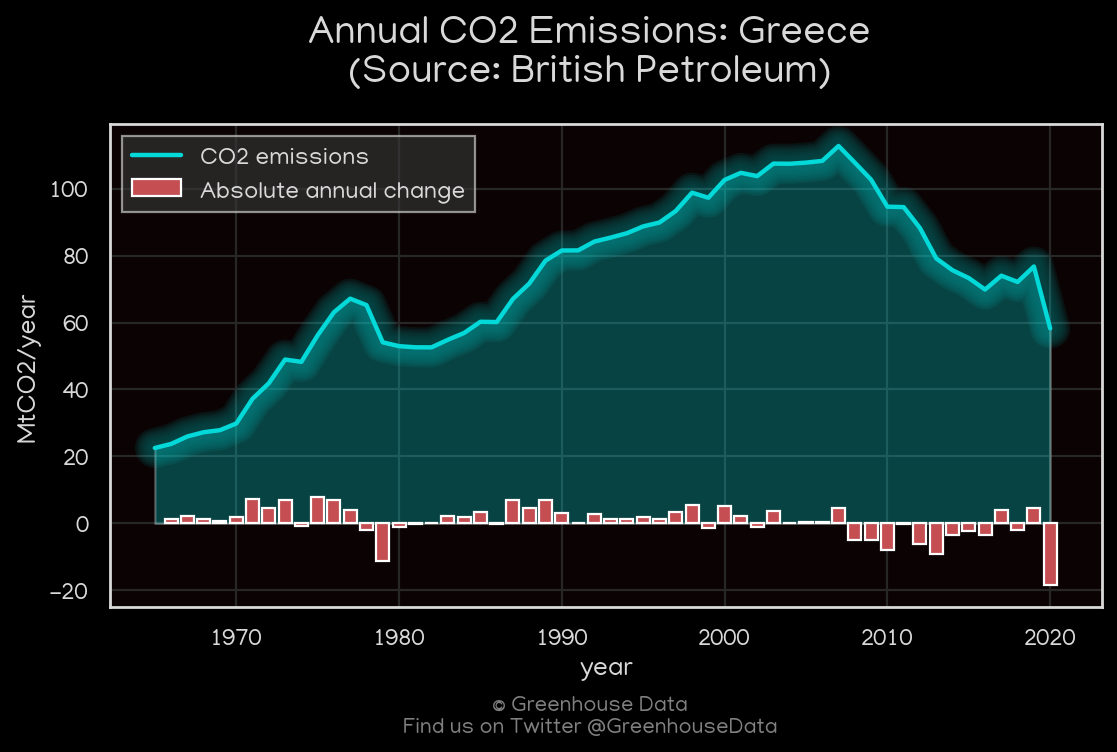 Annual CO2 Emissions: Greece
(Source: British Petroleum)
CO2 emissions
Absolute annual change
MtCO2/year
100
80
60
40
20
0
−20
1970 1980 1990 2000 2010 2020
year
© Greenhouse Data
Find us on Twitter @GreenhouseData